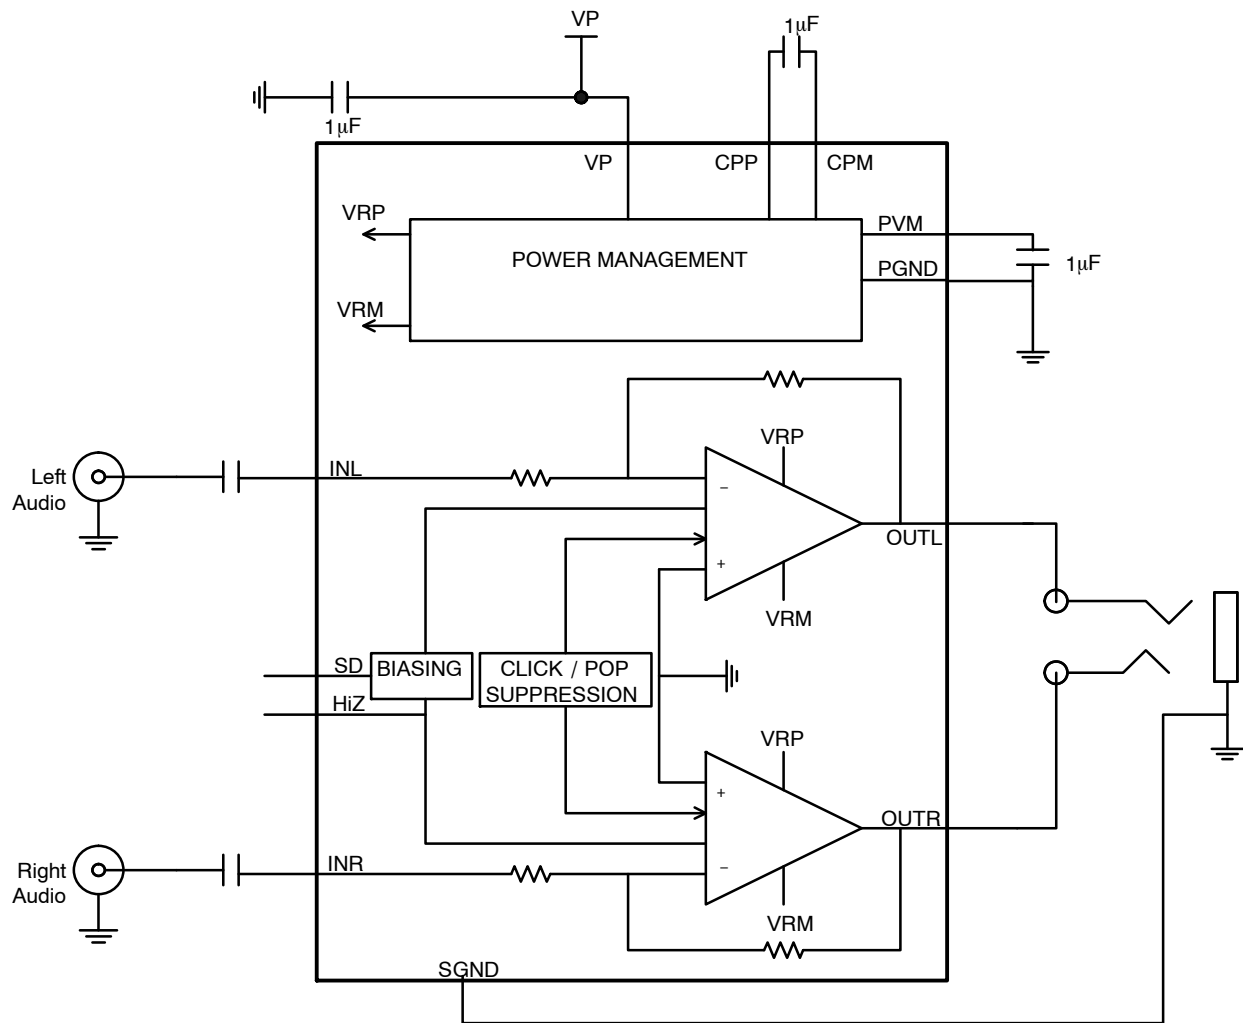 VP
1μF
1μF
VP
CPP
CPM
VRP
PVM
POWER MANAGEMENT
PGND
1μF
VRM
VRP
Left
Audio
INL
−
OUTL
+
VRM
SD
BIASING
CLICK / POP
SUPPRESSION
HiZ
VRP
+
OUTR
Right
Audio
INR
−
VRM
SGND